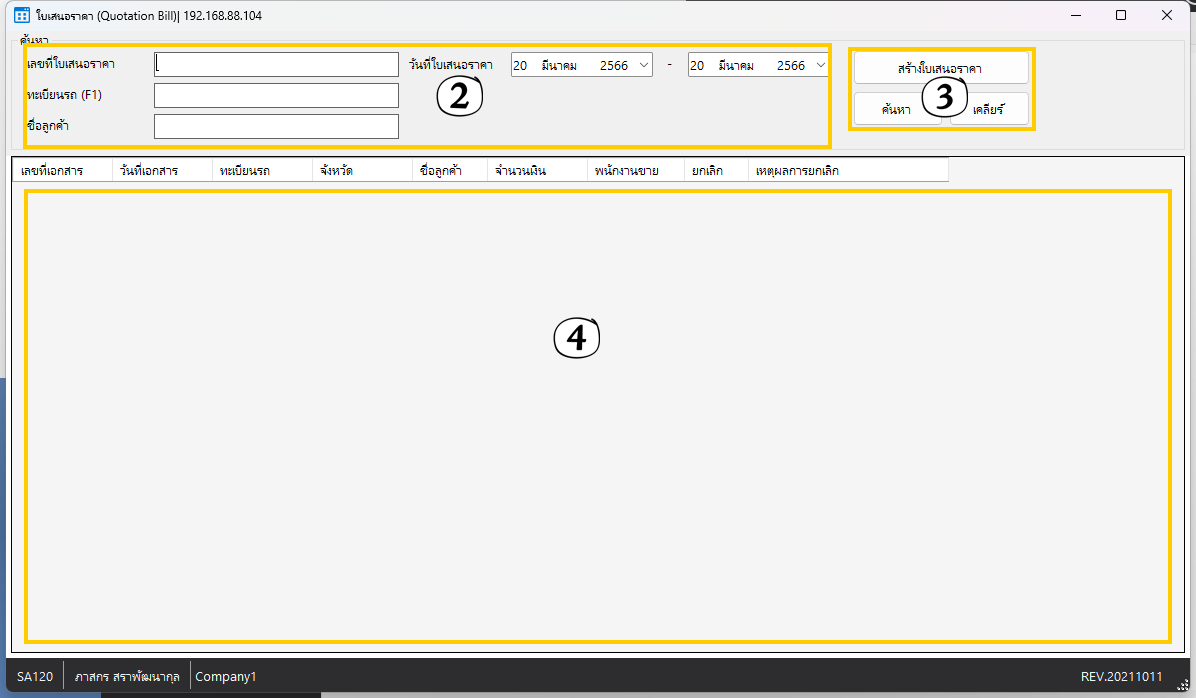 ใบเสนอราคา (Quotation Bill)| 192.168.88.104
ค้นหา
เลขที่ใบเสนอราคา วันที่ใบเสนอราคา 20 มีนาคม 2566 - 20 มีนาคม 2566 สร้างใบเสนอราคา
ทะเบียนรถ (F1) 2 3
ค้นหา เคลียร์
ชื่อลูกค้า
เลขที่เอกสาร วันที่เอกสาร ทะเบียนรถ จังหวัด ชื่อลูกค้า จำนวนเงิน พนักงานขาย ยกเลิก เหตุผลการยกเลิก
4
SA120 ภาสกร สราพัฒนากุล Company1 REV.20211011